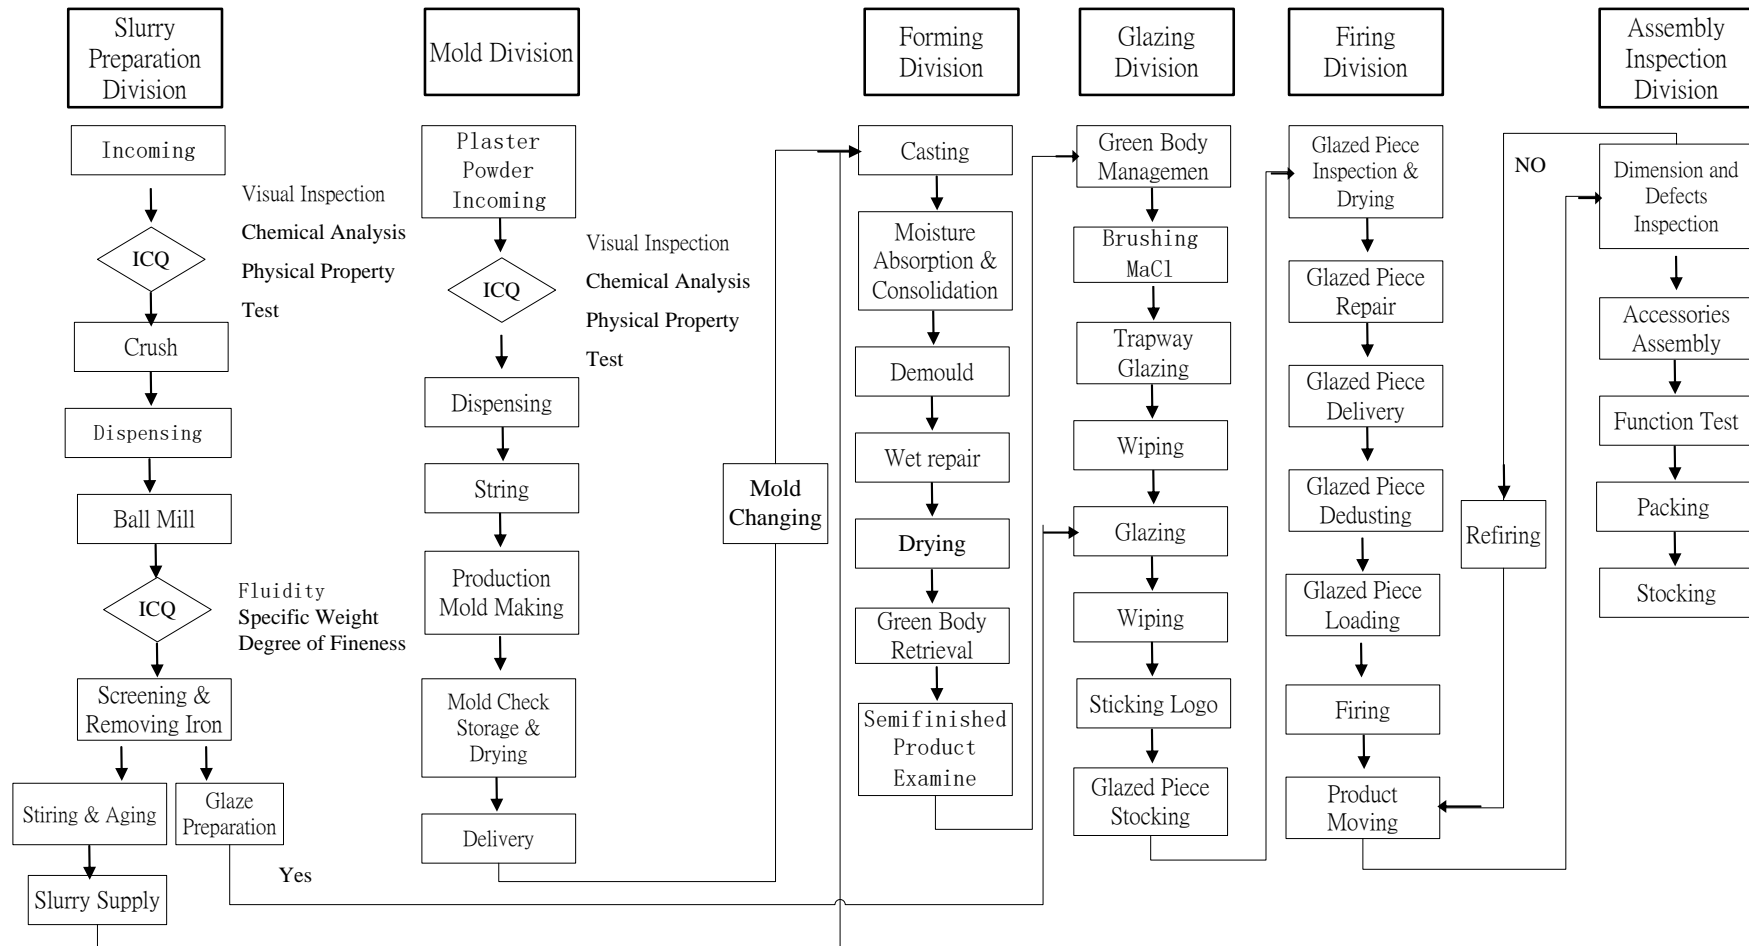 Slurry
Preparation
Division
Incoming
Visual Inspection
Chemical Analysis
Physical Property
Test
ICQ
Crush
Dispensing
Ball Mill
ICQ
Fluidity
Specific Weight
Degree of Fineness
Screening &
Removing Iron
Stiring & Aging
Glaze
Preparation
Slurry Supply
Yes
Mold Division
Plaster
Powder
Incoming
Visual Inspection
Chemical Analysis
Physical Property
Test
ICQ
Dispensing
String
Production
Mold Making
Mold Check
Storage &
Drying
Delivery
Mold
Changing
Forming
Division
Casting
Moisture
Absorption &
Consolidation
Demould
Wet repair
Drying
Green Body
Retrieval
Semifinished
Product
Examine
Glazing
Division
Green Body
Managemen
Brushing
MaCl
Trapway
Glazing
Wiping
Glazing
Wiping
Sticking Logo
Glazed Piece
Stocking
Firing
Division
Glazed Piece
Inspection &
Drying
Glazed Piece
Repair
Glazed Piece
Delivery
Glazed Piece
Dedusting
Glazed Piece
Loading
Firing
Product
Moving
NO
Refiring
Assembly
Inspection
Division
Dimension and
Defects
Inspection
Accessories
Assembly
Function Test
Packing
Stocking